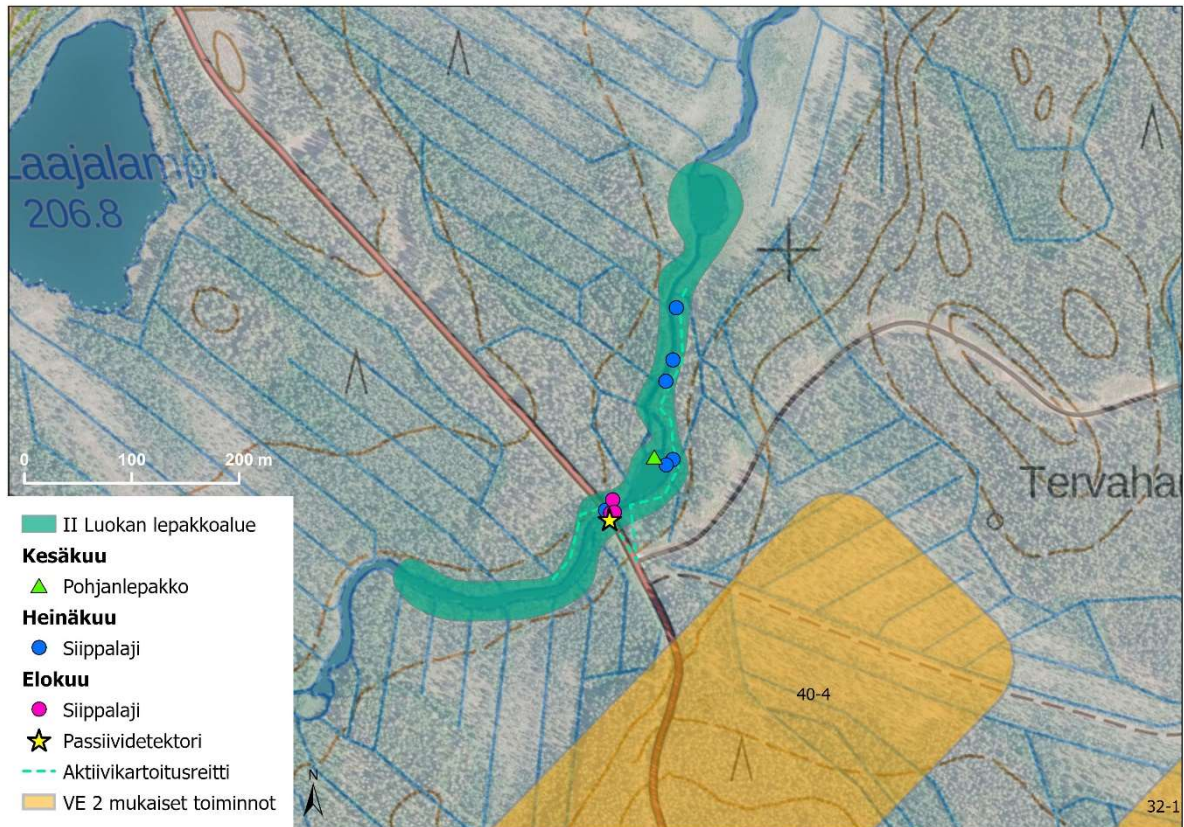 Laajalampi
206.8
0 100 200 m
Tervahau
40-4
32-1
II Luokan lepakkoalue
Kesäkuu
Pohjanlepakko
Heinäkuu
Siippalaji
Elokuu
Siippalaji
Passiividetektori
Aktiivikartoitusreitti
VE 2 mukaiset toiminnot
N